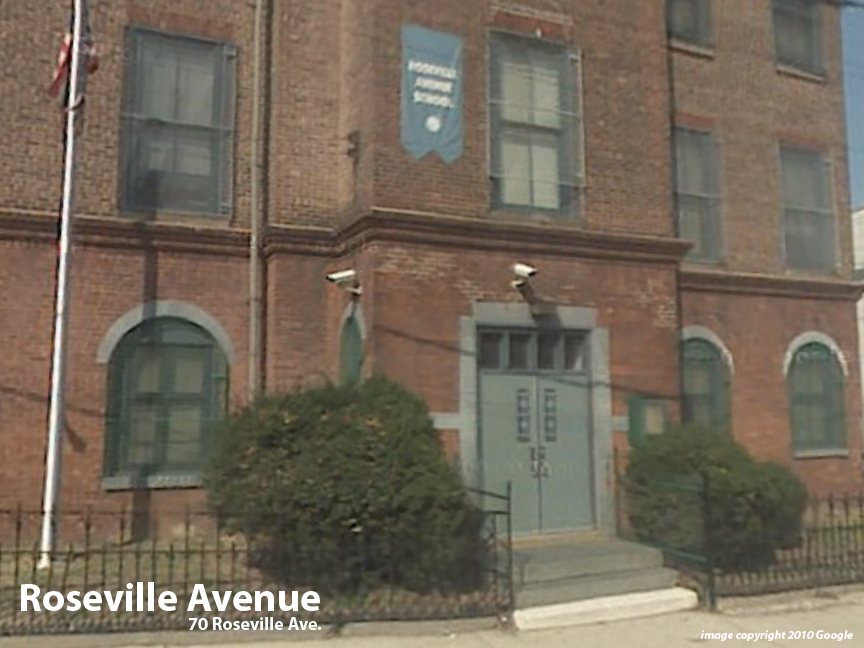 ROSEVILLE
AVENUE
SCHOOL
Roseville Avenue
70 Roseville Ave.
image copyright 2010 Google